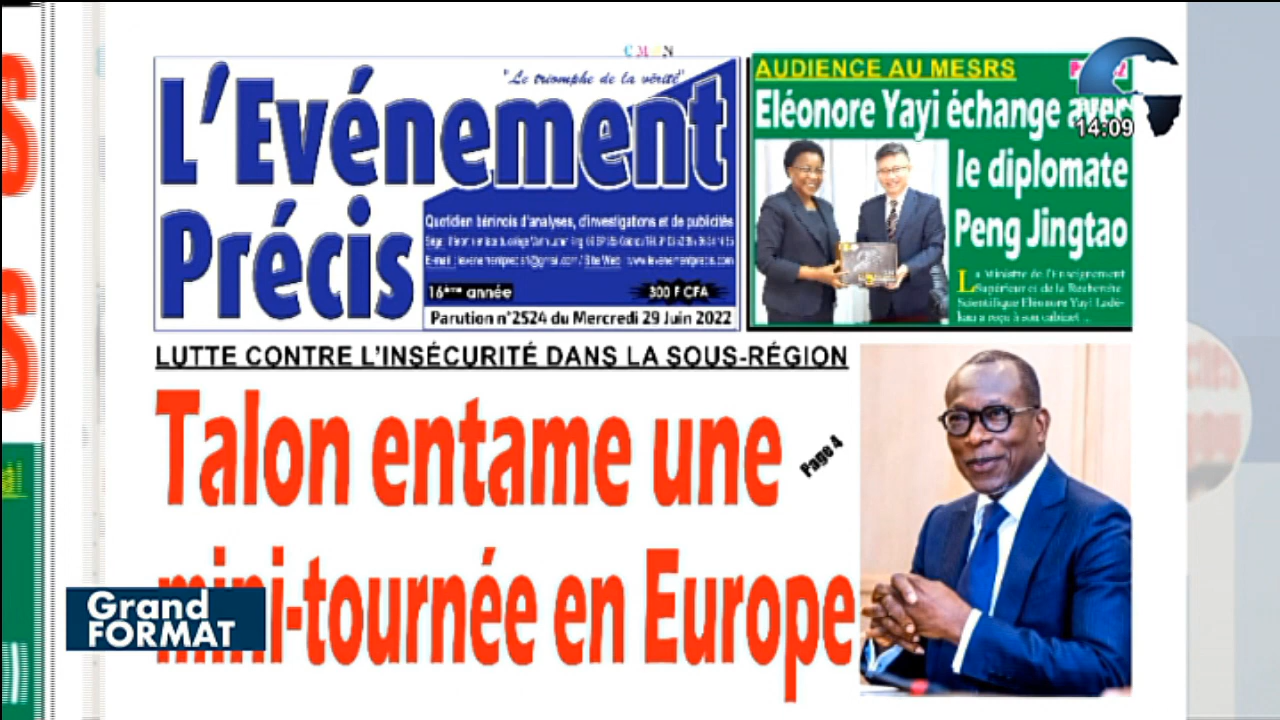 C M N
"Le triomphe de la vérité"
L'Evénement
Précis
Quotidien béninois d'analyses, d'investigations et de publicités
16ème année
300 F CFA
Parution n°2524 du Mercredi 29 Juin 2022
AUDIENCE AU MESRS
Eléonore Yayi échange avec
le diplomate
Peng Jingtao
La Ministre de l'Enseignement
Supérieur et de la Recherche
Scientifique Eléonore Yayi Ladé-
kan a reçu à son cabinet ...
14:09
LUTTE CONTRE L'INSÉCURITÉ DANS LA SOUS-RÉGION
Talon entame une
mini-tournée en Europe
Page 4
Grand
FORMAT